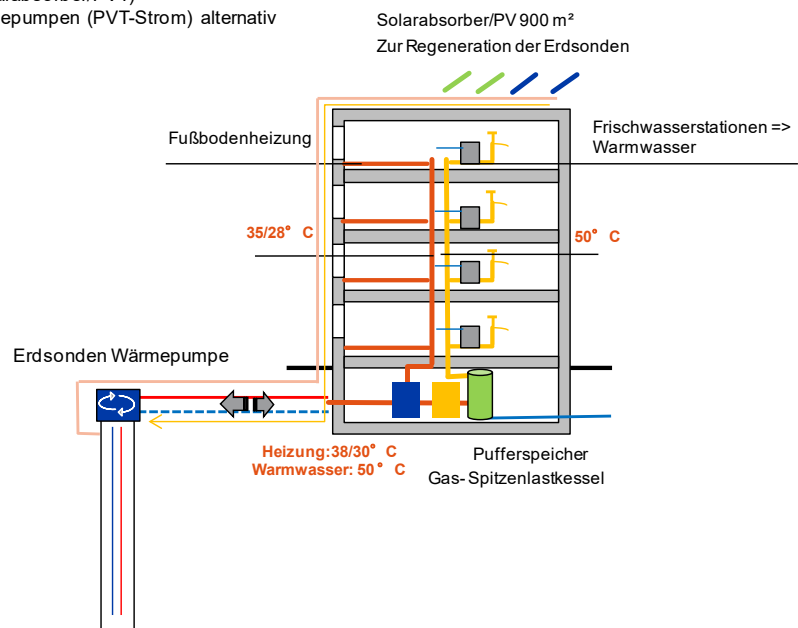 epumpen (PVT-Strom) alternativ
Solarabsorber/PV 900 m²
Zur Regeneration der Erdsonden
Fußbodenheizung
Frischwasserstationen =>
Warmwasser
35/28° C
50° C
Erdsonden Wärmepumpe
Heizung:38/30° C
Warmwasser: 50° C
Pufferspeicher
Gas-Spitzenlastkessel